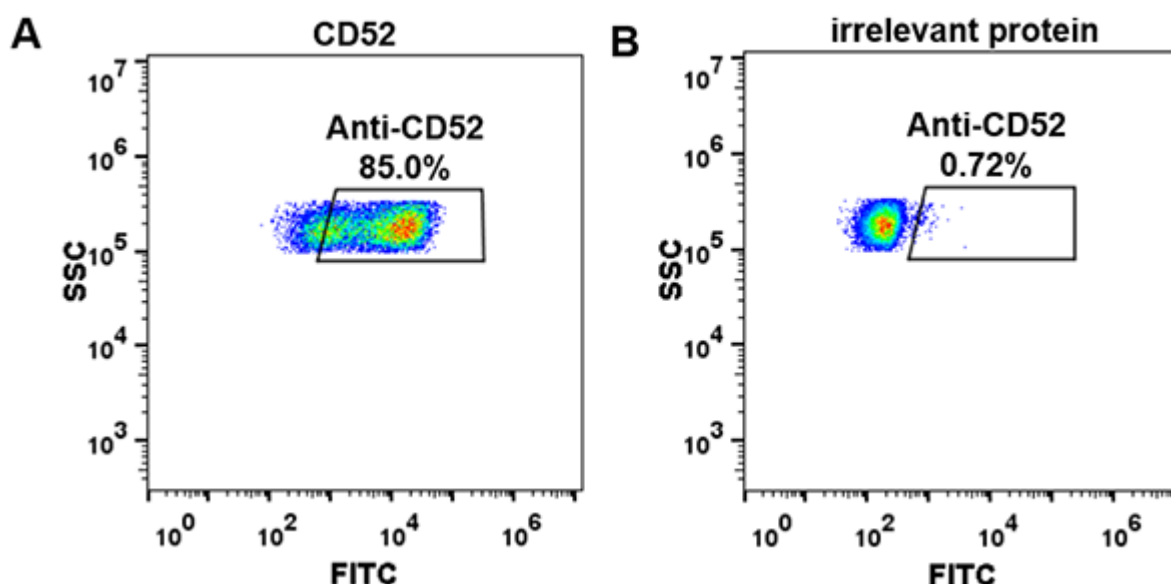 A
CD52
Anti-CD52
85.0%
10^7
10^6
10^5
10^4
10^3
SSC
10^0 10^2 10^4 10^6
FITC
B
irrelevant protein
Anti-CD52
0.72%
10^7
10^6
10^5
10^4
10^3
SSC
10^0 10^2 10^4 10^6
FITC